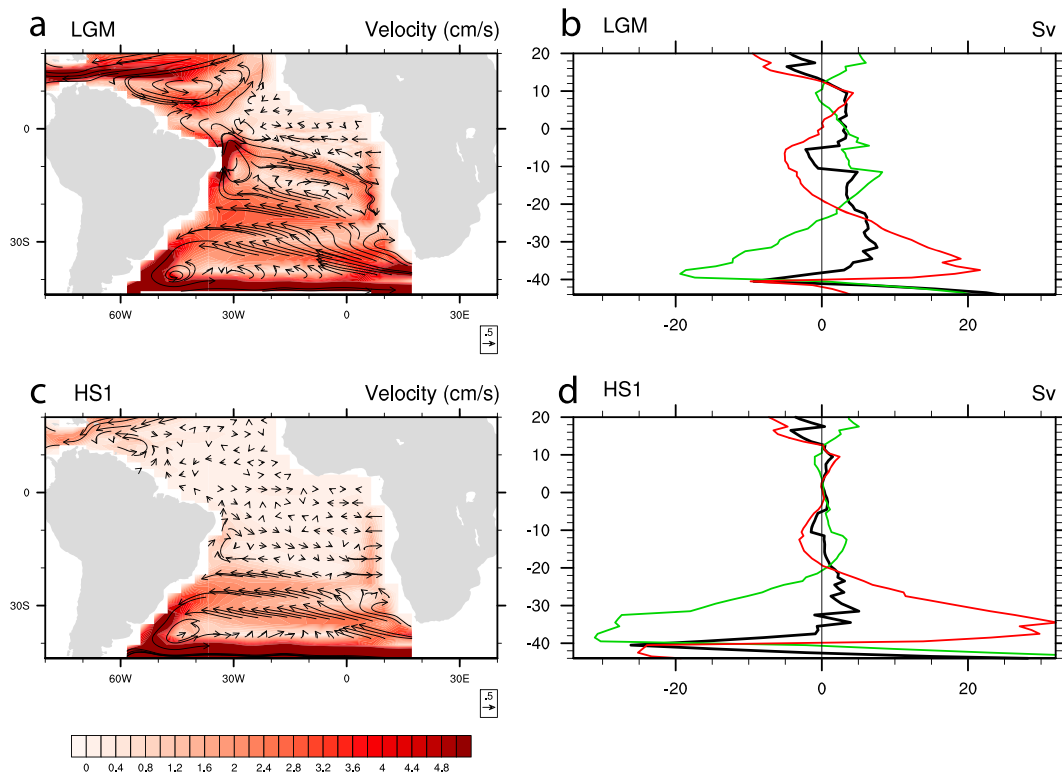 a LGM Velocity (cm/s)
0
30S
60W 30W 0 30E
.5
b LGM Sv
20
10
0
-10
-20
-30
-40
-20 0 20
c HS1 Velocity (cm/s)
0
30S
60W 30W 0 30E
.5
d HS1 Sv
20
10
0
-10
-20
-30
-40
-20 0 20
0 0.4 0.8 1.2 1.6 2 2.4 2.8 3.2 3.6 4 4.4 4.8